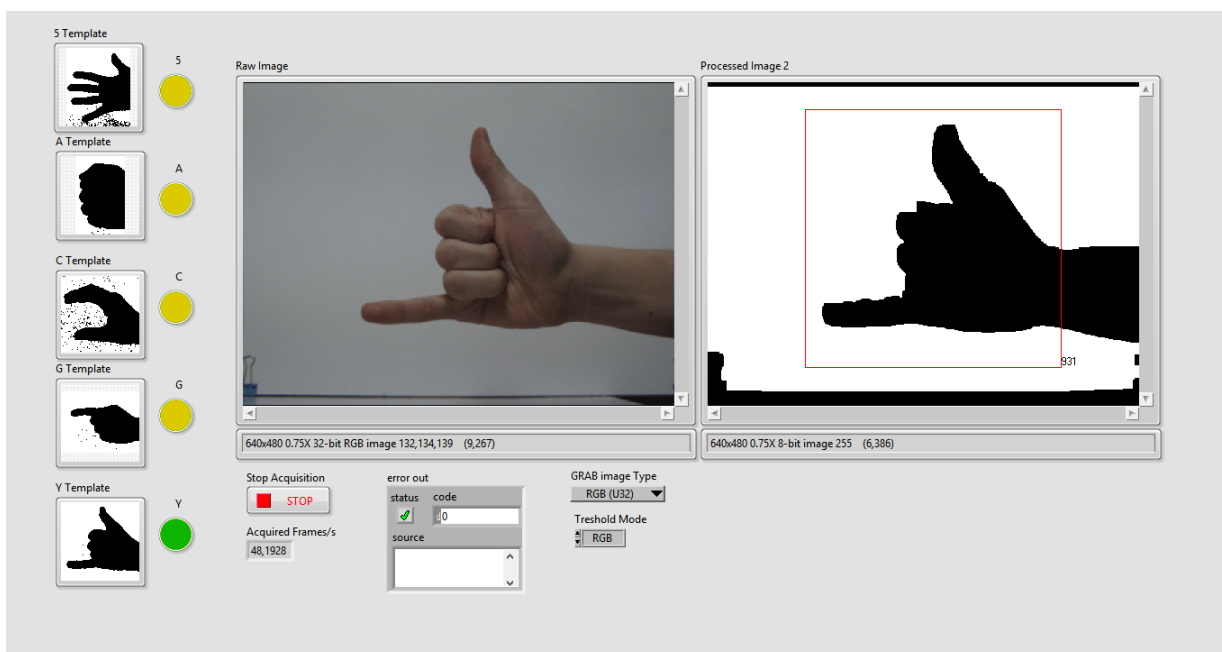 5 Template
5
A Template
A
C Template
C
G Template
G
Y Template
Y
Raw Image
640x480 0.75X 32-bit RGB image 132,134,139 (9,267)
Processed Image 2
931
640x480 0.75X 8-bit image 255 (6,386)
Stop Acquisition
STOP
Acquired Frames/s
48,1928
error out
status code
0
source
GRAB image Type
RGB (U32)
Treshold Mode
RGB